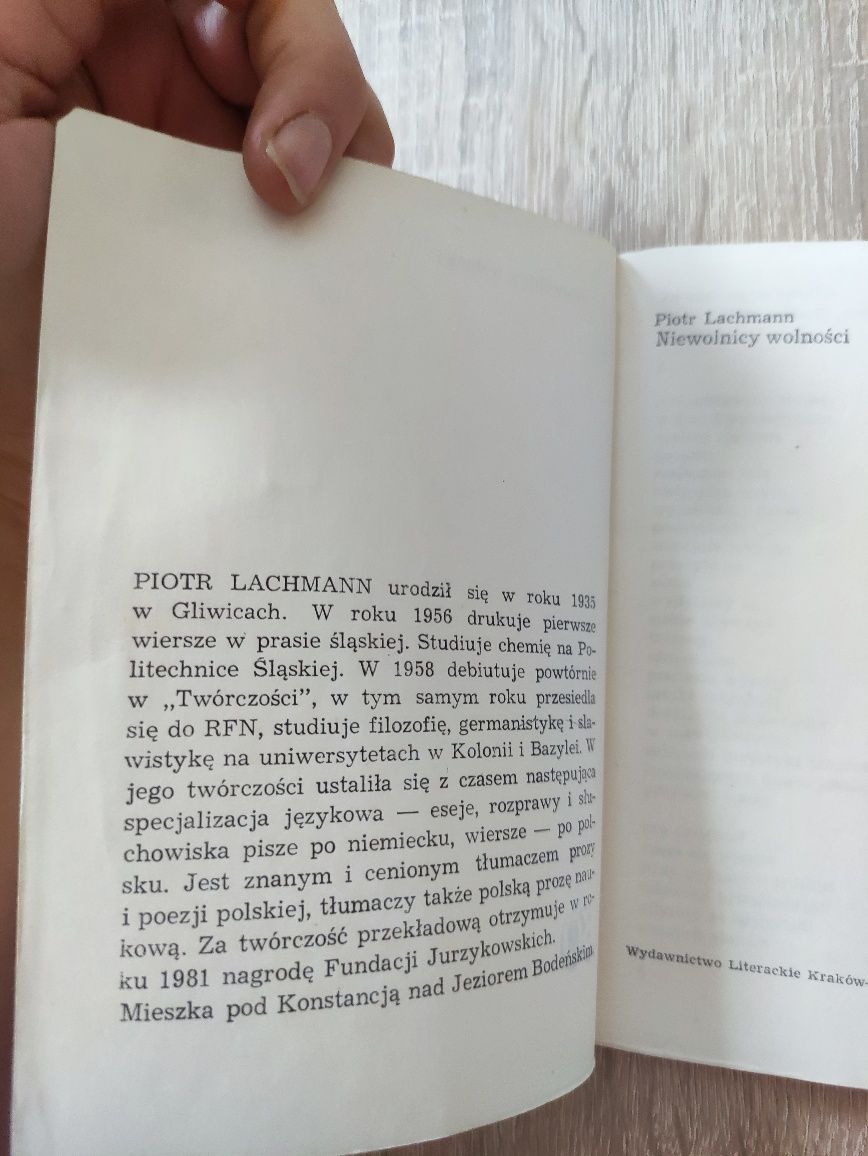 PIOTR LACHMANN urodził się w roku 1935
w Gliwicach. W roku 1956 drukuje pierwsze
wiersze w prasie śląskiej. Studiuje chemię na Po-
litechnice Śląskiej. W 1958 debiutuje powtórnie
w „Twórczości”, w tym samym roku przesiedla
się do RFN, studiuje filozofię, germanistykę i sla-
wistykę na uniwersytetach w Kolonii i Bazylei. W
jego twórczości ustaliła się z czasem następująca
specjalizacja językowa — eseje, rozprawy i słu-
chowiska pisze po niemiecku, wiersze — po pol-
sku. Jest znanym i cenionym tłumaczem prozy
i poezji polskiej, tłumaczy także polską prozę nau-
kową. Za twórczość przekładową otrzymuje w ro-
ku 1981 nagrodę Fundacji Jurzykowskich.
Mieszka pod Konstancją nad Jeziorem Bodeńskim.
Piotr Lachmann
Niewolnicy wolności
Wydawnictwo Literackie Kraków-